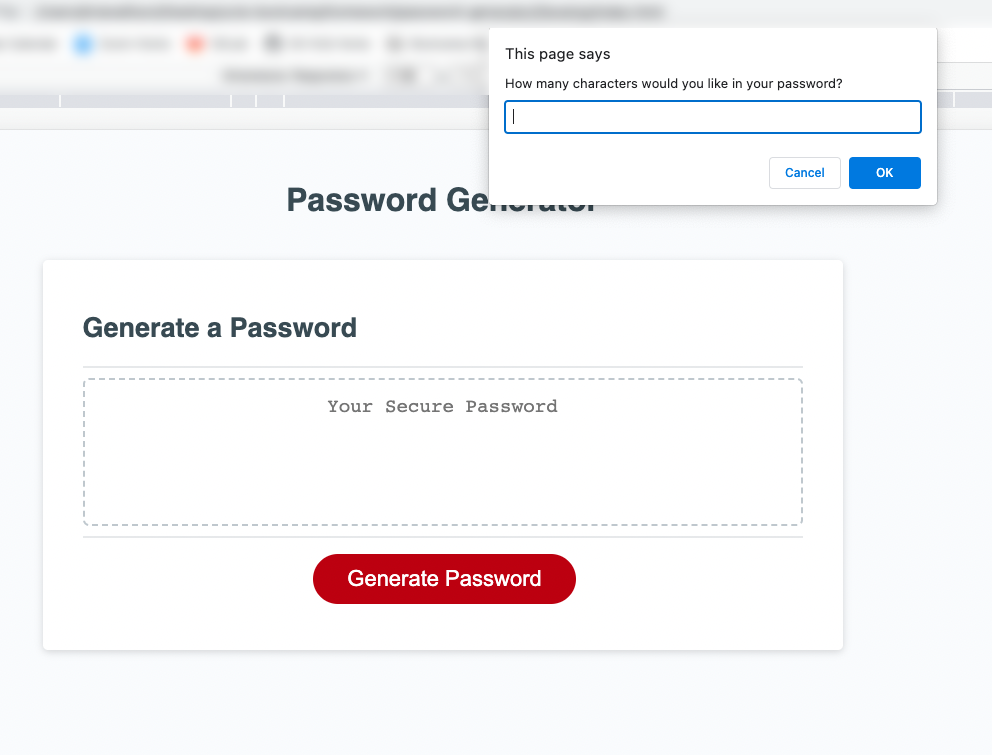 This page says
How many characters would you like in your password?
Cancel
OK
Password Generator
Generate a Password
Your Secure Password
Generate Password